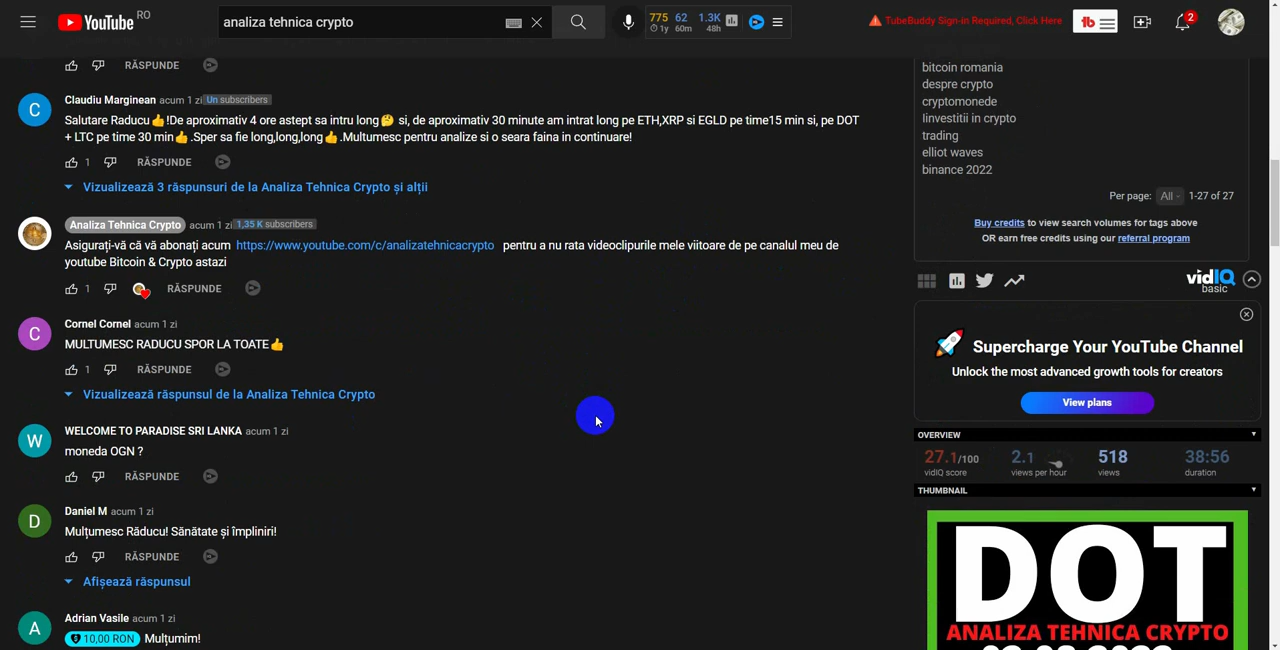 YouTube RO
analiza tehnica crypto
775 62 1.3K
1y 60m 48h
TubeBuddy Sign-in Required, Click Here
tb
2
RĂSPUNDE
C
Claudiu Marginean acum 1 zi Un subscribers
Salutare Raducu👍!De aproximativ 4 ore astept sa intru long🤔 si, de aproximativ 30 minute am intrat long pe ETH,XRP si EGLD pe time15 min si, pe DOT
+ LTC pe time 30 min👍.Sper sa fie long,long,long👍.Multumesc pentru analize si o seara faina in continuare!
1 RĂSPUNDE
Vizualizează 3 răspunsuri de la Analiza Tehnica Crypto și alții
Analiza Tehnica Crypto acum 1 zi 1,35 K subscribers
Asigurați-vă că vă abonați acum https://www.youtube.com/c/analizatehnicacrypto pentru a nu rata videoclipurile mele viitoare de pe canalul meu de
youtube Bitcoin & Crypto astazi
1 RĂSPUNDE
C
Cornel Cornel acum 1 zi
MULTUMESC RADUCU SPOR LA TOATE👍
1 RĂSPUNDE
Vizualizează răspunsul de la Analiza Tehnica Crypto
W
WELCOME TO PARADISE SRI LANKA acum 1 zi
moneda OGN ?
RĂSPUNDE
D
Daniel M acum 1 zi
Mulțumesc Răducu! Sănătate și împliniri!
RĂSPUNDE
Afișează răspunsul
A
Adrian Vasile acum 1 zi
10,00 RON Mulțumim!
bitcoin romania
despre crypto
cryptomonede
Iinvestitii in crypto
trading
elliot waves
binance 2022
Per page: All 1-27 of 27
Buy credits to view search volumes for tags above
OR earn free credits using our referral program
vidIQ
basic
Supercharge Your YouTube Channel
Unlock the most advanced growth tools for creators
View plans
OVERVIEW
27.1/100 2.1 518 38:56
vidIQ score views per hour views duration
THUMBNAIL
DOT
ANALIZA TEHNICA CRYPTO